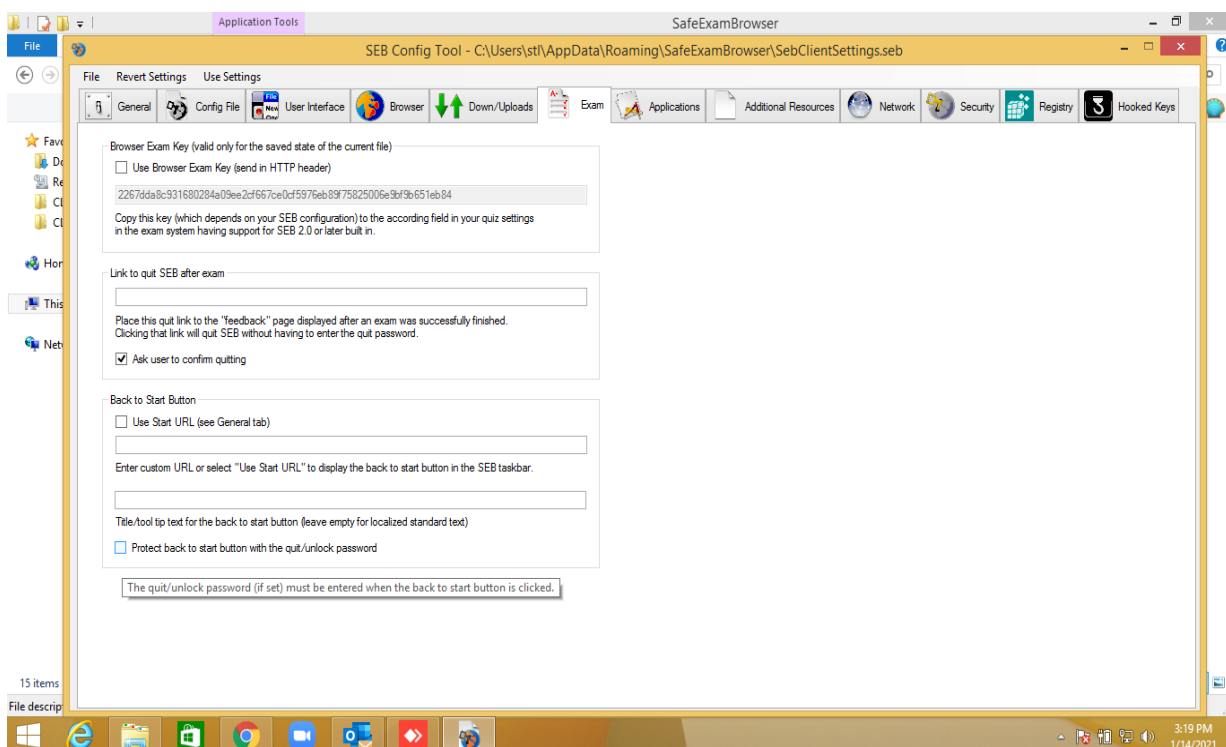 Application Tools
SafeExamBrowser
File
SEB Config Tool - C:\Users\stl\AppData\Roaming\SafeExamBrowser\SebClientSettings.seb
File Revert Settings Use Settings
General Config File User Interface Browser Down/Uploads Exam Applications Additional Resources Network Security Registry Hooked Keys
Favo
Do
Re
Cl
Cl
Hor
This
Netv
Browser Exam Key (valid only for the saved state of the current file)
Use Browser Exam Key (send in HTTP header)
2267dda8c931680284a09ee2cf667ce0cf5976eb89f75825006e9bf9b651eb84
Copy this key (which depends on your SEB configuration) to the according field in your quiz settings
in the exam system having support for SEB 2.0 or later built in.
Link to quit SEB after exam
Place this quit link to the "feedback" page displayed after an exam was successfully finished.
Clicking that link will quit SEB without having to enter the quit password.
Ask user to confirm quitting
Back to Start Button
Use Start URL (see General tab)
Enter custom URL or select "Use Start URL" to display the back to start button in the SEB taskbar.
Title/tool tip text for the back to start button (leave empty for localized standard text)
Protect back to start button with the quit/unlock password
The quit/unlock password (if set) must be entered when the back to start button is clicked.
15 items
File descrip
3:19 PM
1/14/2021